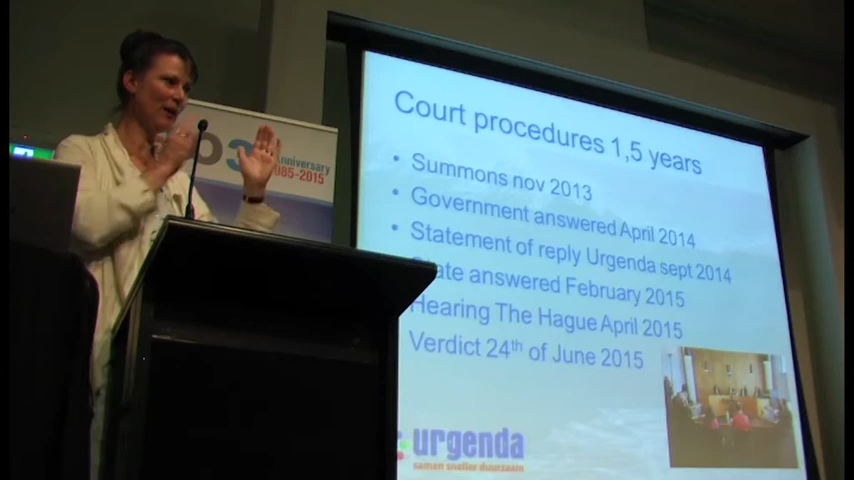 Anniversary
1985-2015
Court procedures 1,5 years
• Summons nov 2013
• Government answered April 2014
• Statement of reply Urgenda sept 2014
State answered February 2015
Hearing The Hague April 2015
Verdict 24th of June 2015
urgenda
samen sneller duurzaam